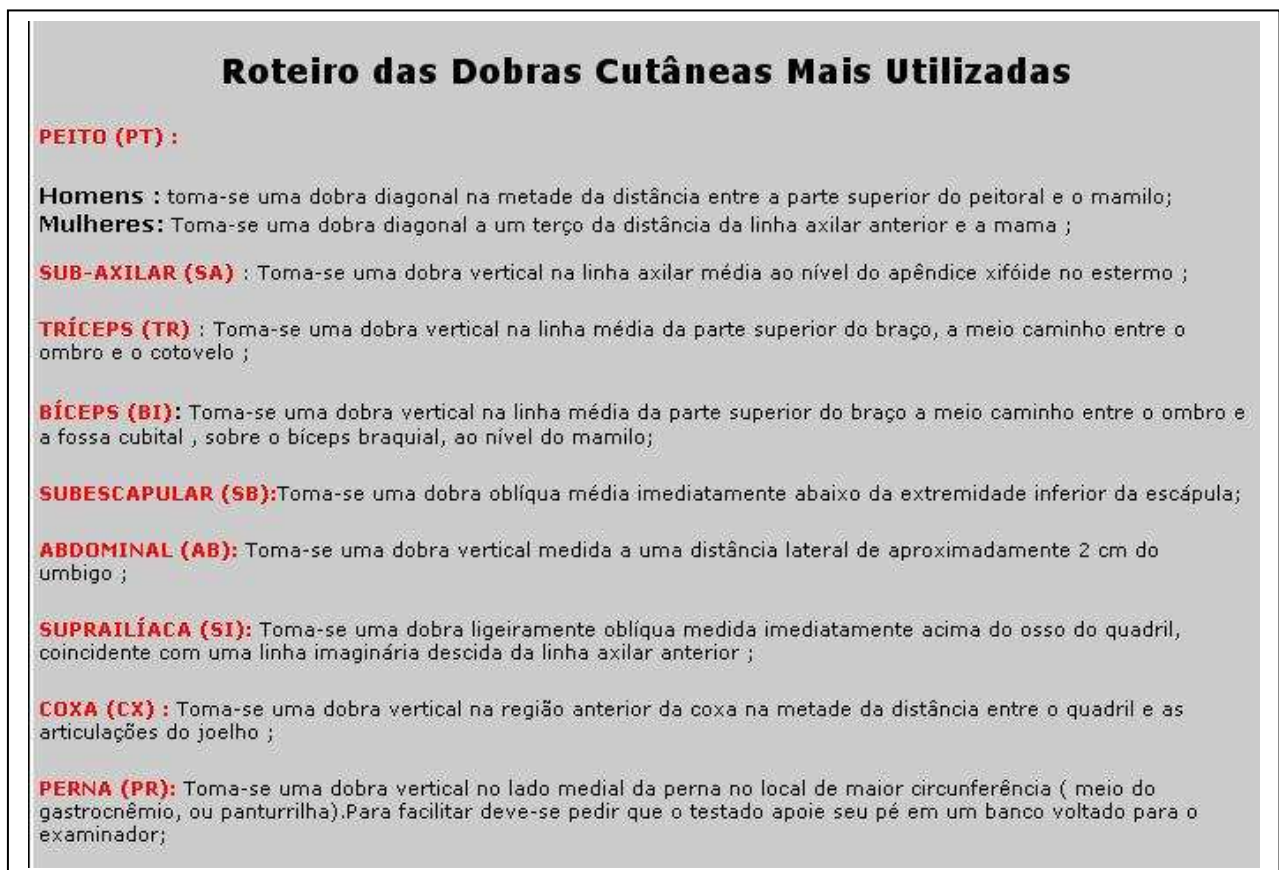 Roteiro das Dobras Cutâneas Mais Utilizadas
PEITO (PT) :
Homens : toma-se uma dobra diagonal na metade da distância entre a parte superior do peitoral e o mamilo;
Mulheres: Toma-se uma dobra diagonal a um terço da distância da linha axilar anterior e a mama ;
SUB-AXILAR (SA) : Toma-se uma dobra vertical na linha axilar média ao nível do apêndice xifóide no estermo ;
TRÍCEPS (TR) : Toma-se uma dobra vertical na linha média da parte superior do braço, a meio caminho entre o
ombro e o cotovelo ;
BÍCEPS (BI): Toma-se uma dobra vertical na linha média da parte superior do braço a meio caminho entre o ombro e
a fossa cubital , sobre o bíceps braquial, ao nível do mamilo;
SUBESCAPULAR (SB):Toma-se uma dobra oblíqua média imediatamente abaixo da extremidade inferior da escápula;
ABDOMINAL (AB): Toma-se uma dobra vertical medida a uma distância lateral de aproximadamente 2 cm do
umbigo ;
SUPRAILÍACA (SI): Toma-se uma dobra ligeiramente oblíqua medida imediatamente acima do osso do quadril,
coincidente com uma linha imaginária descida da linha axilar anterior ;
COXA (CX) : Toma-se uma dobra vertical na região anterior da coxa na metade da distância entre o quadril e as
articulações do joelho ;
PERNA (PR): Toma-se uma dobra vertical no lado medial da perna no local de maior circunferência ( meio do
gastrocnêmio, ou panturrilha).Para facilitar deve-se pedir que o testado apoie seu pé em um banco voltado para o
examinador;